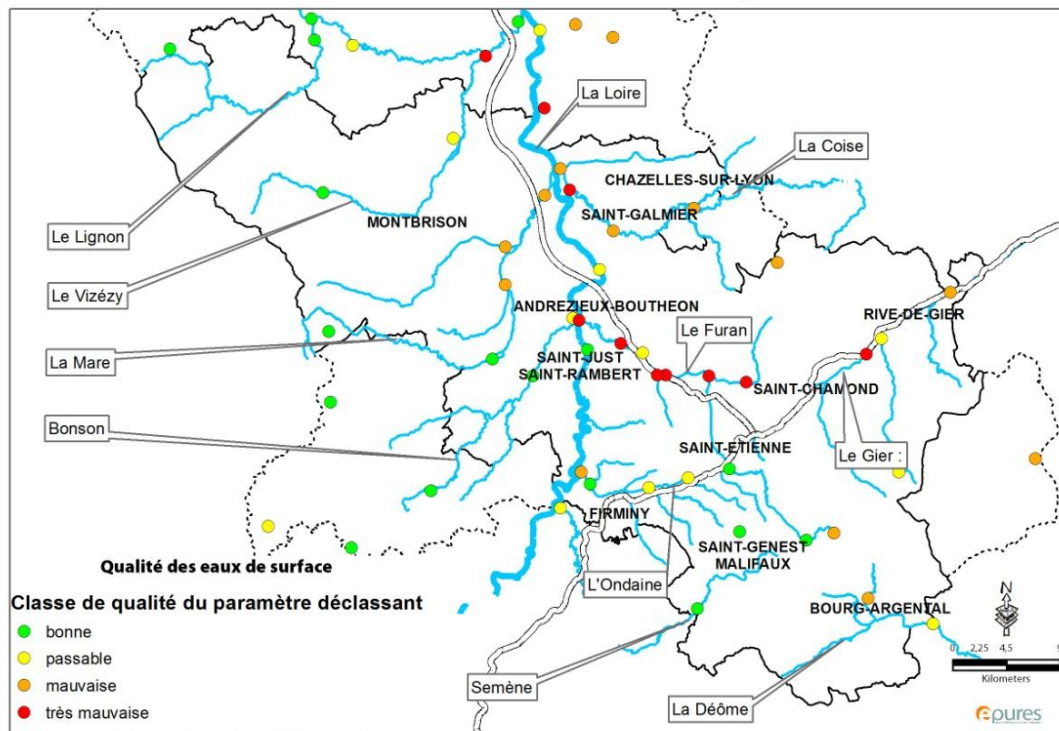 La Loire
La Coise
CHAZELLES-SUR-LYON
SAINT-GALMIER
Le Lignon
MONTBRISON
Le Vizézy
ANDREZIEUX-BOUTHEON
RIVE-DE-GIER
Le Furan
La Mare
SAINT-JUST
SAINT-RAMBERT
SAINT-CHAMOND
Bonson
SAINT-ETIENNE
Le Gier :
FIRMINY
SAINT-GENEST
MALIFAUX
L'Ondaine
BOURG-ARGENTAL
Semène
La Déôme
Qualité des eaux de surface
Classe de qualité du paramètre déclassant
bonne
passable
mauvaise
très mauvaise
N
0 2,25 4,5 9
Kilometers
epures